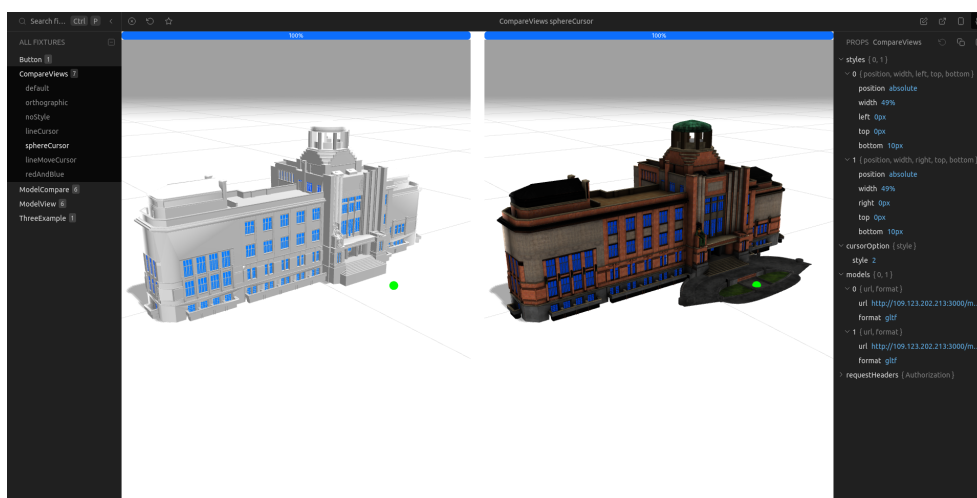 Search fi... Ctrl P
CompareViews sphereCursor
ALL FIXTURES
Button 1
CompareViews 7
default
orthographic
noStyle
lineCursor
sphereCursor
lineMoveCursor
redAndBlue
ModelCompare 6
ModelView 6
ThreeExample 1
100%
100%
PROPS CompareViews
styles { 0, 1 }
0 { position, width, left, top, bottom }
position absolute
width 49%
left 0px
top 0px
bottom 10px
1 { position, width, right, top, bottom }
position absolute
width 49%
right 0px
top 0px
bottom 10px
cursorOption { style }
style 2
models { 0, 1 }
0 { url, format }
url http://109.123.202.213:3000/m...
format gltf
1 { url, format }
url http://109.123.202.213:3000/m...
format gltf
requestHeaders { Authorization }